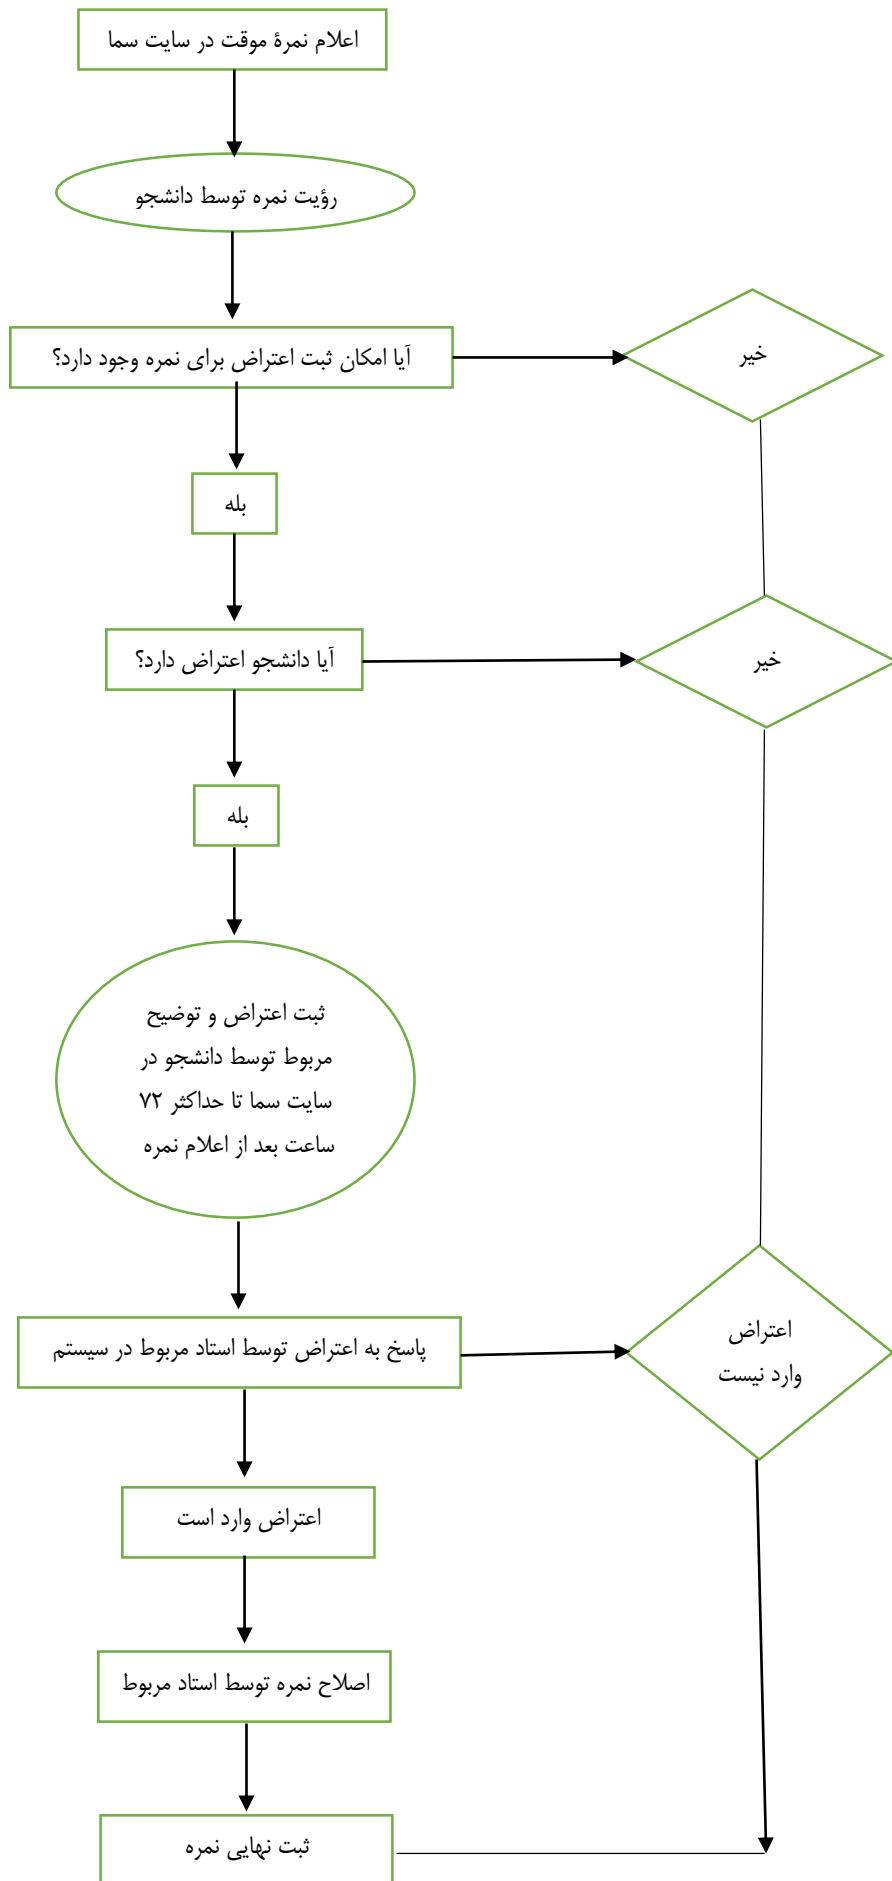 اعلام نمرۀ موقت در سایت سما
رؤیت نمره توسط دانشجو
آیا امکان ثبت اعتراض برای نمره وجود دارد؟
خیر
بله
آیا دانشجو اعتراض دارد؟
خیر
بله
ثبت اعتراض و توضیح
مربوط توسط دانشجو در
سایت سما تا حداکثر ۷۲
ساعت بعد از اعلام نمره
پاسخ به اعتراض توسط استاد مربوط در سیستم
اعتراض
وارد نیست
اعتراض وارد است
اصلاح نمره توسط استاد مربوط
ثبت نهایی نمره